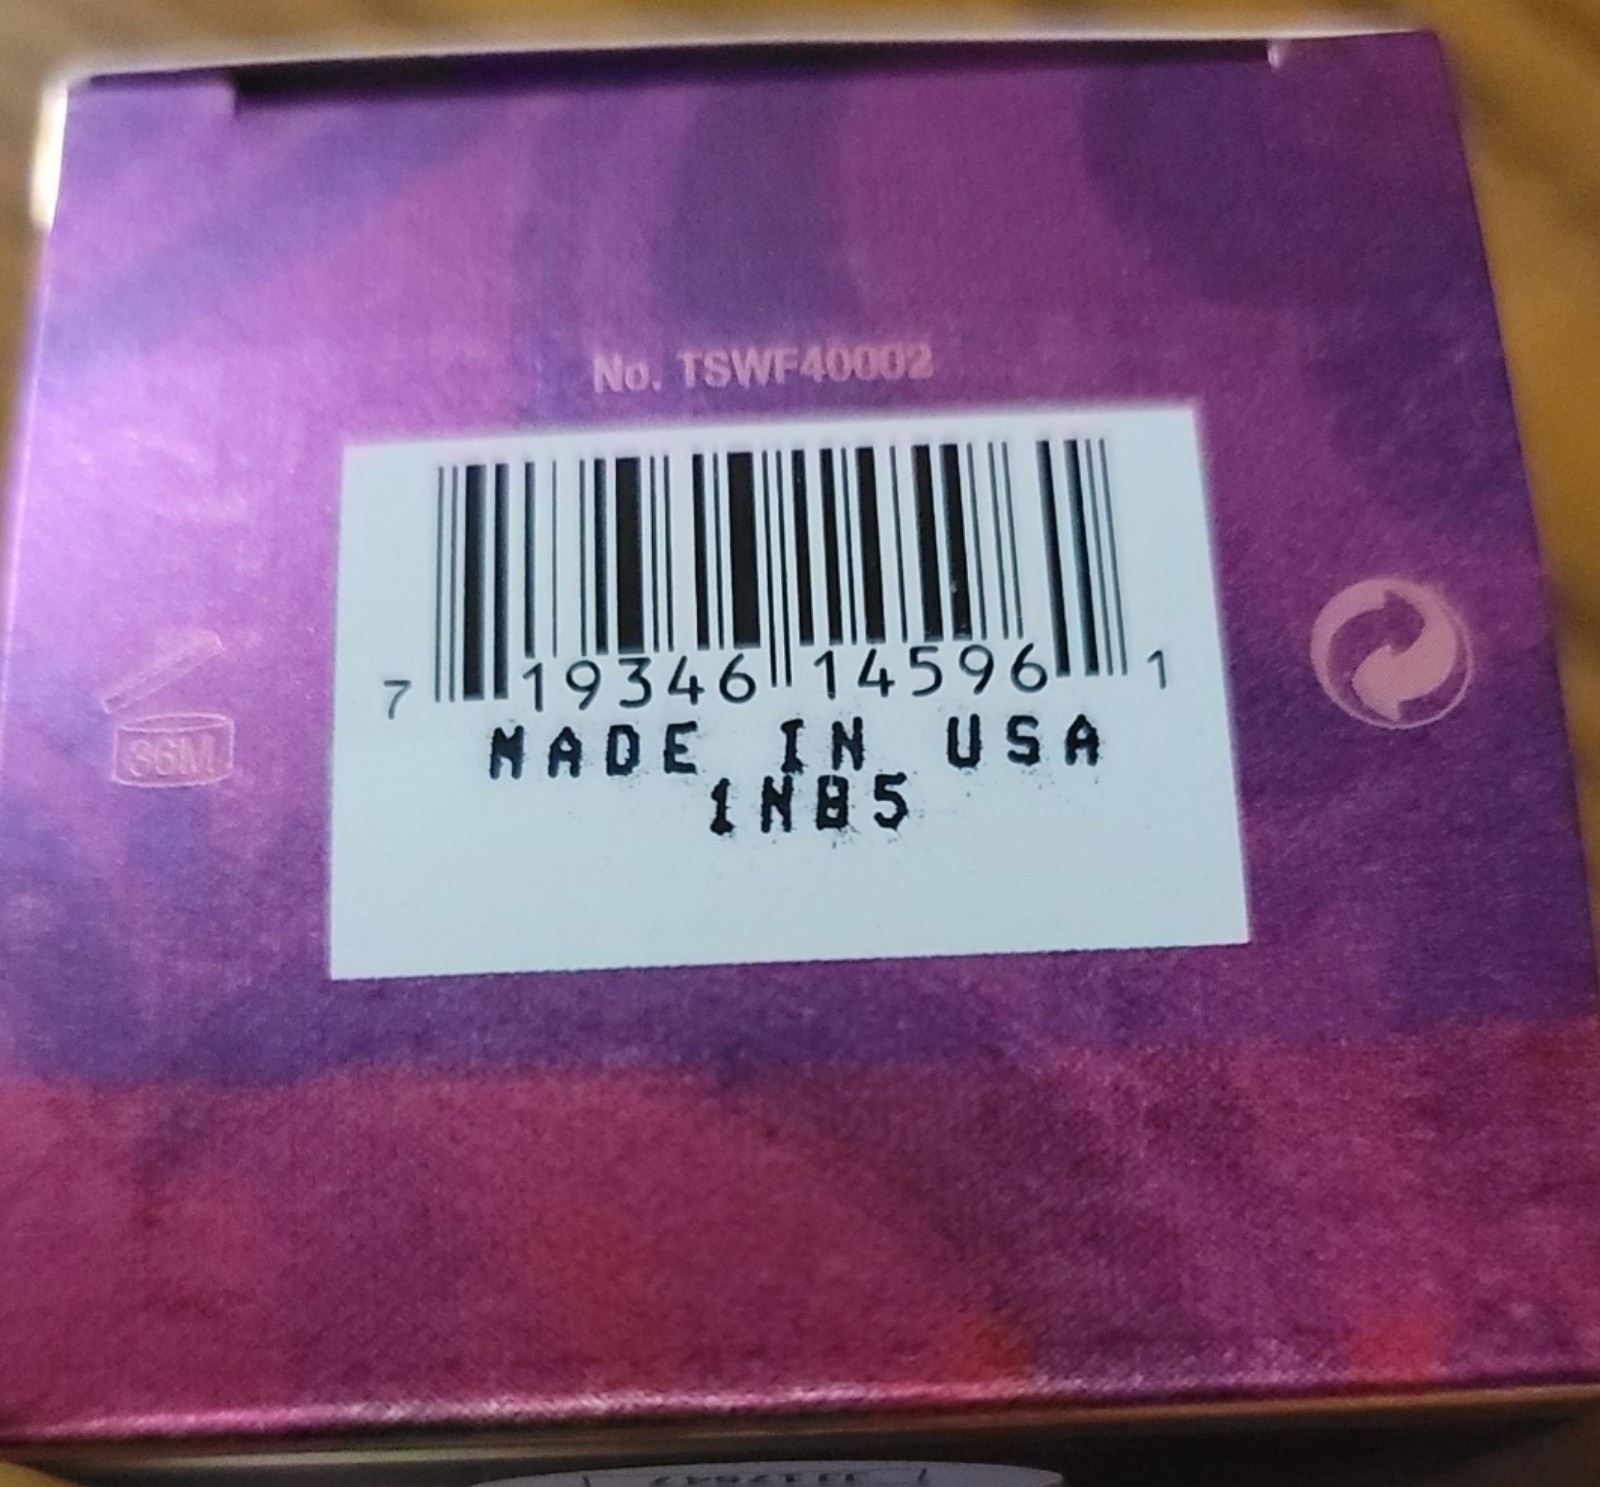 No. TSWF40002
7 19346 14596 1
MADE IN USA
1NB5
36M